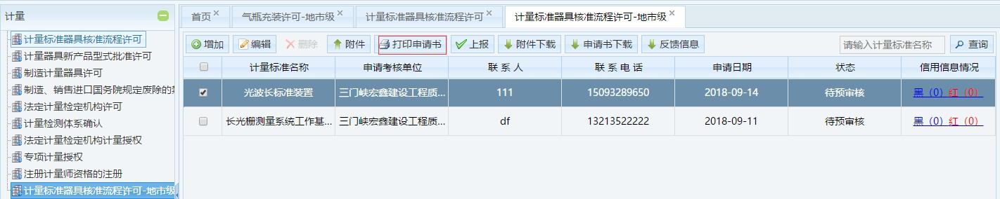 计量
计量标准器具核准流程许可
计量器具新产品型式批准许可
制造计量器具许可
制造、销售进口国务院规定废除的
法定计量检定机构许可
计量检测体系确认
法定计量检定机构计量授权
专项计量授权
注册计量师资格的注册
计量标准器具核准流程许可-地市级
首页 气瓶充装许可-地市级 计量标准器具核准流程许可 计量标准器具核准流程许可-地市级
增加 编辑 删除 附件 打印申请书 上报 附件下载 申请书下载 反馈信息 请输入计量标准名称 查询
计量标准名称 申请考核单位 联 系 人 联 系 电 话 申请日期 状态 信用信息情况
光波长标准装置 三门峡宏鑫建设工程质... 111 15093289650 2018-09-14 待预审核 黑（0）红（0）
长光栅测量系统工作基... 三门峡宏鑫建设工程质... df 13213522222 2018-09-11 待预审核 黑（0）红（0）